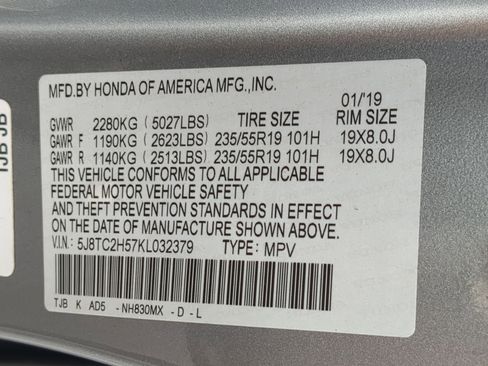 TJB JB
MFD.BY HONDA OF AMERICA MFG.,INC.
01/'19
GVWR 2280KG (5027LBS) TIRE SIZE RIM SIZE
GAWR F 1190KG (2623LBS) 235/55R19 101H 19X8.0J
GAWR R 1140KG (2513LBS) 235/55R19 101H 19X8.0J
THIS VEHICLE CONFORMS TO ALL APPLICABLE
FEDERAL MOTOR VEHICLE SAFETY
AND THEFT PREVENTION STANDARDS IN EFFECT
ON THE DATE OF MANUFACTURE SHOWN ABOVE.
V.I.N: 5J8TC2H57KL032379 TYPE: MPV
TJB K AD5 -NH830MX -D-L